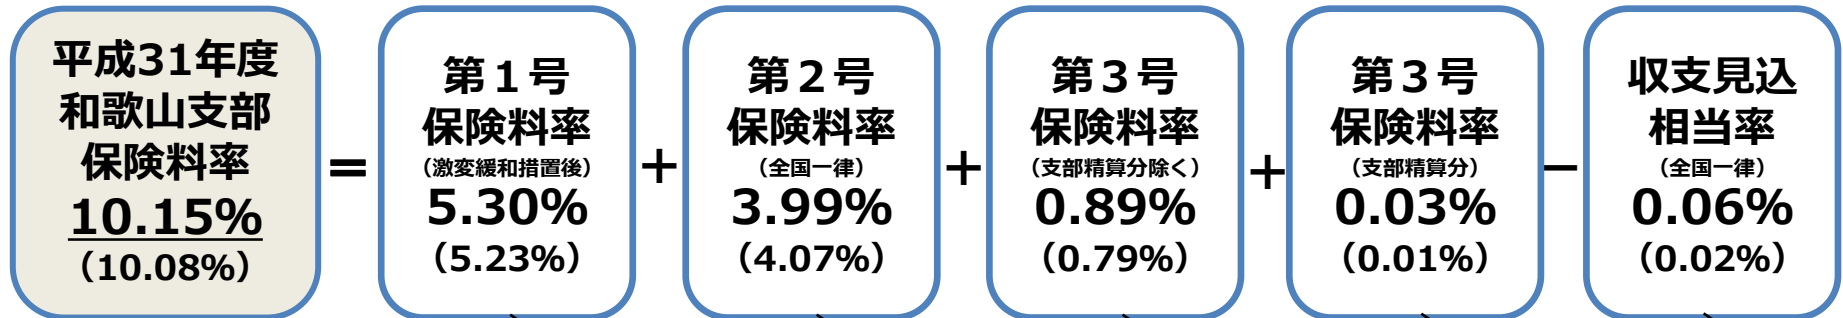 平成31年度
和歌山支部
保険料率
10.15%
（10.08%）
＝
第１号
保険料率
（激変緩和措置後）
5.30%
（5.23%）
＋
第２号
保険料率
（全国一律）
3.99%
（4.07%）
＋
第３号
保険料率
（支部精算分除く）
0.89%
（0.79%）
＋
第３号
保険料率
（支部精算分）
0.03%
（0.01%）
－
収支見込
相当率
（全国一律）
0.06%
（0.02%）